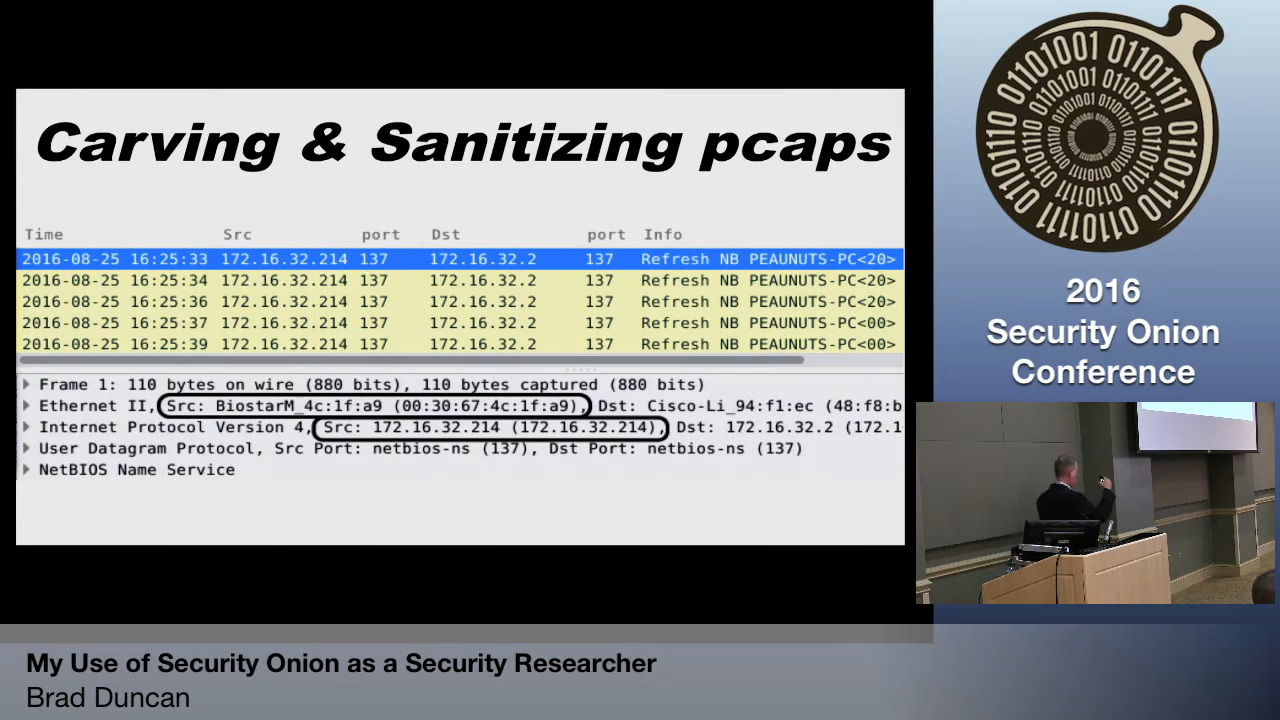 Carving & Sanitizing pcaps
Time Src port Dst port Info
2016-08-25 16:25:33 172.16.32.214 137 172.16.32.2 137 Refresh NB PEAUNUTS-PC<20>
2016-08-25 16:25:34 172.16.32.214 137 172.16.32.2 137 Refresh NB PEAUNUTS-PC<20>
2016-08-25 16:25:36 172.16.32.214 137 172.16.32.2 137 Refresh NB PEAUNUTS-PC<20>
2016-08-25 16:25:37 172.16.32.214 137 172.16.32.2 137 Refresh NB PEAUNUTS-PC<00>
2016-08-25 16:25:39 172.16.32.214 137 172.16.32.2 137 Refresh NB PEAUNUTS-PC<00>
Frame 1: 110 bytes on wire (880 bits), 110 bytes captured (880 bits)
Ethernet II, Src: BiostarM_4c:1f:a9 (00:30:67:4c:1f:a9), Dst: Cisco-Li_94:f1:ec (48:f8:b
Internet Protocol Version 4, Src: 172.16.32.214 (172.16.32.214), Dst: 172.16.32.2 (172.1
User Datagram Protocol, Src Port: netbios-ns (137), Dst Port: netbios-ns (137)
NetBIOS Name Service
2016
Security Onion
Conference
My Use of Security Onion as a Security Researcher
Brad Duncan